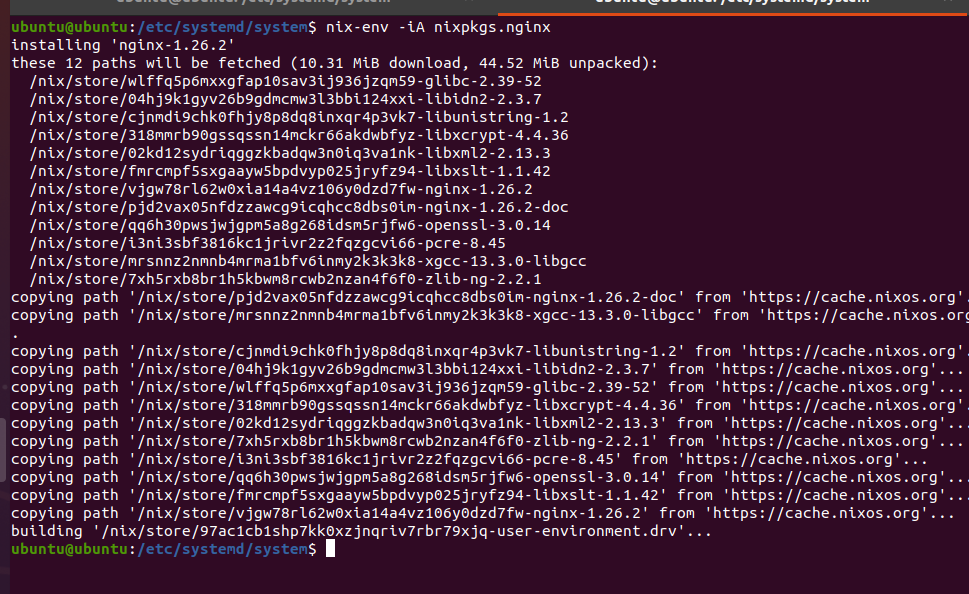 ubuntu@ubuntu:/etc/systemd/system$ nix-env -iA nixpkgs.nginx
installing 'nginx-1.26.2'
these 12 paths will be fetched (10.31 MiB download, 44.52 MiB unpacked):
  /nix/store/wlffq5p6mxxgfap10sav3ij936jzqm59-glibc-2.39-52
  /nix/store/04hj9k1gyv26b9gdmcmw3l3bbi124xxi-libidn2-2.3.7
  /nix/store/cjnmdi9chk0fhjy8p8dq8inxqr4p3vk7-libunistring-1.2
  /nix/store/318mmrb90gssqssn14mckr66akdwbfyz-libxcrypt-4.4.36
  /nix/store/02kd12sydriqggzkbadqw3n0iq3va1nk-libxml2-2.13.3
  /nix/store/fmrcmpf5sxgaayw5bpdvyp025jryfz94-libxslt-1.1.42
  /nix/store/vjgw78rl62w0xia14a4vz106y0dzd7fw-nginx-1.26.2
  /nix/store/pjd2vax05nfdzzawcg9icqhcc8dbs0im-nginx-1.26.2-doc
  /nix/store/qq6h30pwsjwjgpm5a8g268idsm5rjfw6-openssl-3.0.14
  /nix/store/i3ni3sbf3816kc1jrivr2z2fqzgcvi66-pcre-8.45
  /nix/store/mrsnnz2nmnb4mrma1bfv6inmy2k3k3k8-xgcc-13.3.0-libgcc
  /nix/store/7xh5rxb8br1h5kbwm8rcwb2nzan4f6f0-zlib-ng-2.2.1
copying path '/nix/store/pjd2vax05nfdzzawcg9icqhcc8dbs0im-nginx-1.26.2-doc' from 'https://cache.nixos.org'.
copying path '/nix/store/mrsnnz2nmnb4mrma1bfv6inmy2k3k3k8-xgcc-13.3.0-libgcc' from 'https://cache.nixos.org
.
copying path '/nix/store/cjnmdi9chk0fhjy8p8dq8inxqr4p3vk7-libunistring-1.2' from 'https://cache.nixos.org'.
copying path '/nix/store/04hj9k1gyv26b9gdmcmw3l3bbi124xxi-libidn2-2.3.7' from 'https://cache.nixos.org'...
copying path '/nix/store/wlffq5p6mxxgfap10sav3ij936jzqm59-glibc-2.39-52' from 'https://cache.nixos.org'...
copying path '/nix/store/318mmrb90gssqssn14mckr66akdwbfyz-libxcrypt-4.4.36' from 'https://cache.nixos.org'.
copying path '/nix/store/02kd12sydriqggzkbadqw3n0iq3va1nk-libxml2-2.13.3' from 'https://cache.nixos.org'...
copying path '/nix/store/7xh5rxb8br1h5kbwm8rcwb2nzan4f6f0-zlib-ng-2.2.1' from 'https://cache.nixos.org'...
copying path '/nix/store/i3ni3sbf3816kc1jrivr2z2fqzgcvi66-pcre-8.45' from 'https://cache.nixos.org'...
copying path '/nix/store/qq6h30pwsjwjgpm5a8g268idsm5rjfw6-openssl-3.0.14' from 'https://cache.nixos.org'...
copying path '/nix/store/fmrcmpf5sxgaayw5bpdvyp025jryfz94-libxslt-1.1.42' from 'https://cache.nixos.org'...
copying path '/nix/store/vjgw78rl62w0xia14a4vz106y0dzd7fw-nginx-1.26.2' from 'https://cache.nixos.org'...
building '/nix/store/97ac1cb1shp7kk0xzjnqriv7rbr79xjq-user-environment.drv'...
ubuntu@ubuntu:/etc/systemd/system$